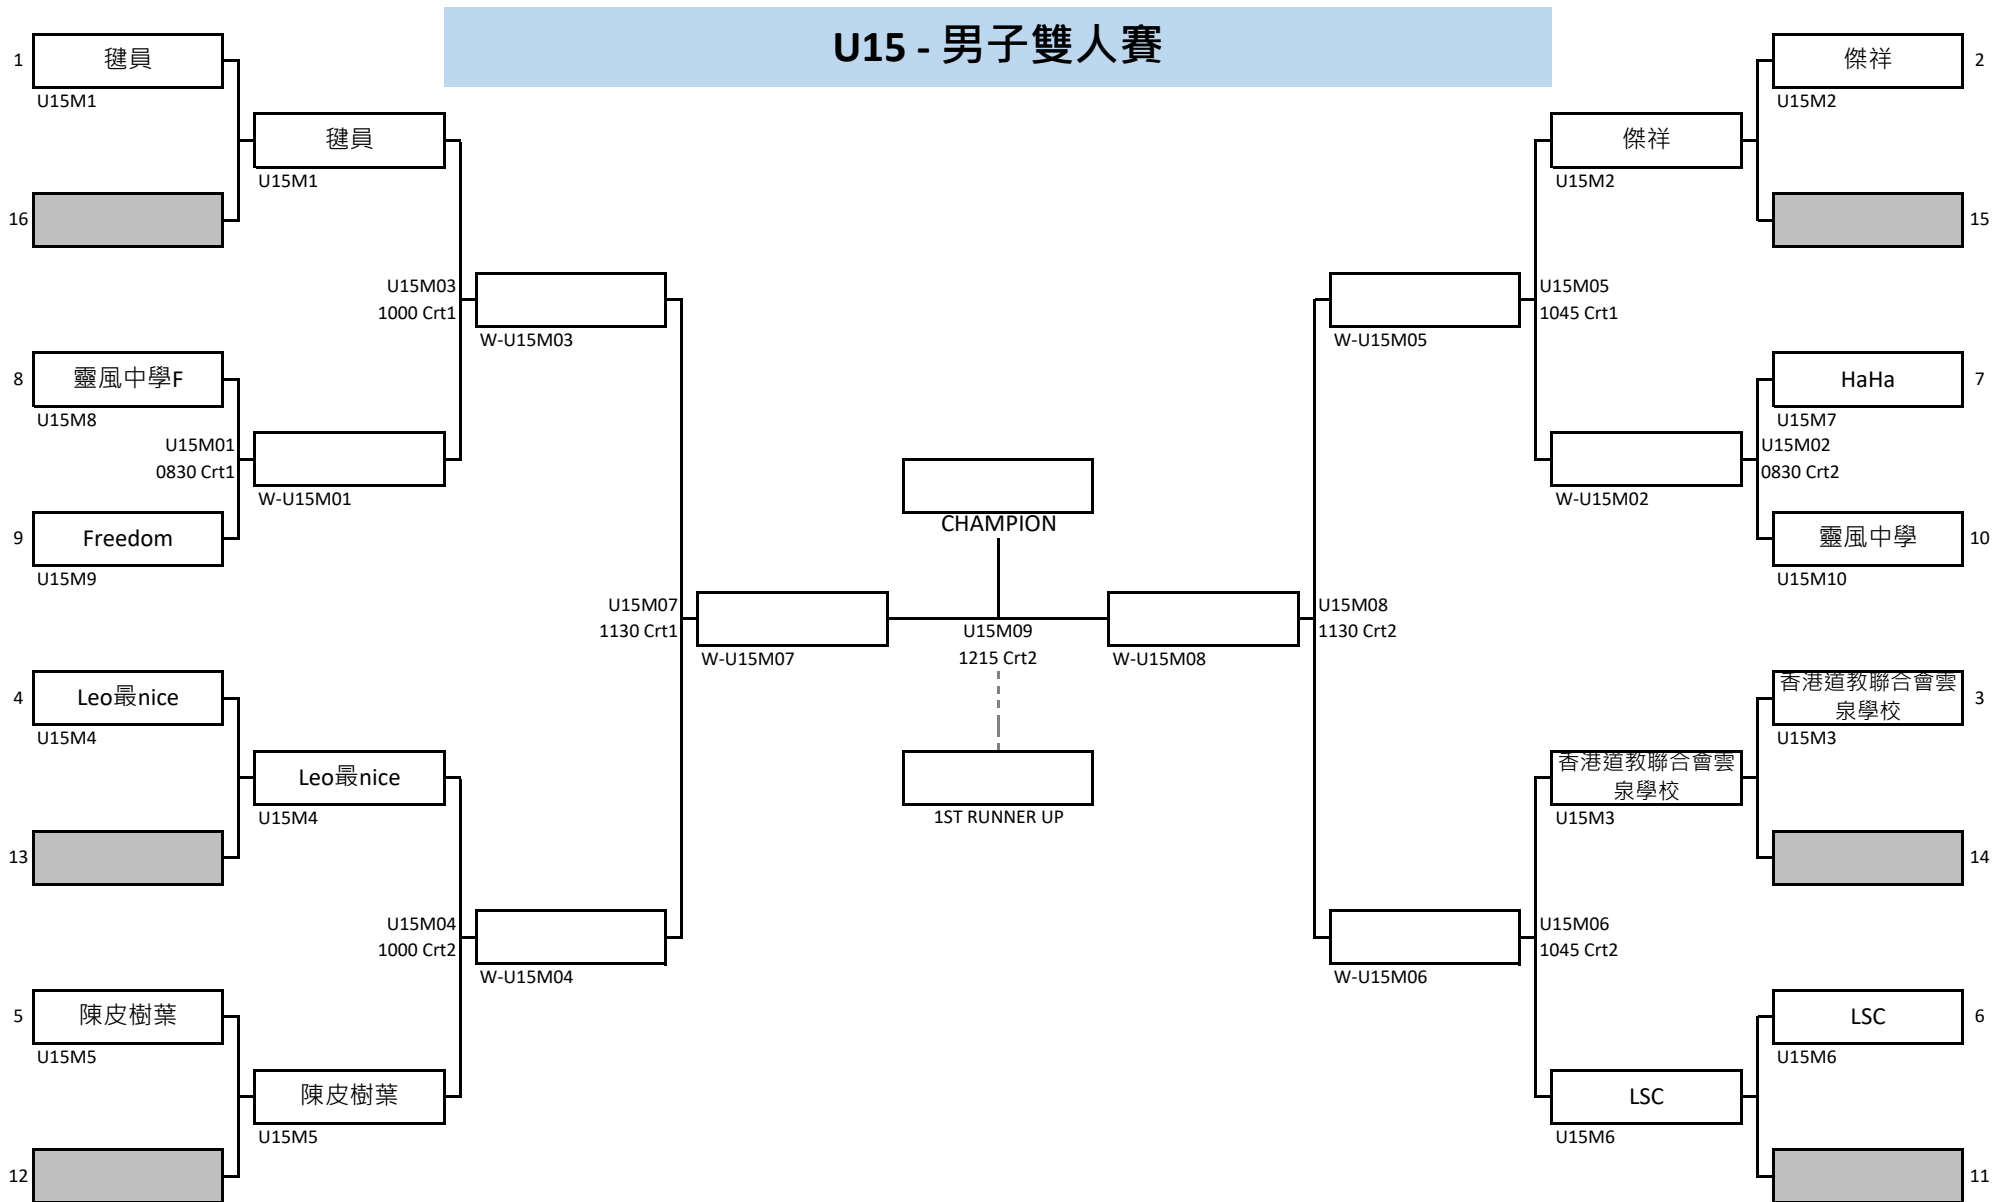 U15 - 男子雙人賽
1
毽員
U15M1
毽員
U15M1
16
U15M03
1000 Crt1
W-U15M03
8
靈風中學F
U15M8
U15M01
0830 Crt1
W-U15M01
9
Freedom
U15M9
U15M07
1130 Crt1
W-U15M07
4
Leo最nice
U15M4
Leo最nice
U15M4
13
U15M04
1000 Crt2
W-U15M04
5
陳皮樹葉
U15M5
陳皮樹葉
U15M5
12
CHAMPION
U15M09
1215 Crt2
1ST RUNNER UP
傑祥
2
U15M2
傑祥
U15M2
15
U15M05
1045 Crt1
W-U15M05
HaHa
7
U15M7
U15M02
0830 Crt2
W-U15M02
靈風中學
10
U15M10
U15M08
1130 Crt2
W-U15M08
香港道教聯合會雲
泉學校
3
U15M3
香港道教聯合會雲
泉學校
U15M3
14
U15M06
1045 Crt2
W-U15M06
LSC
6
U15M6
LSC
U15M6
11